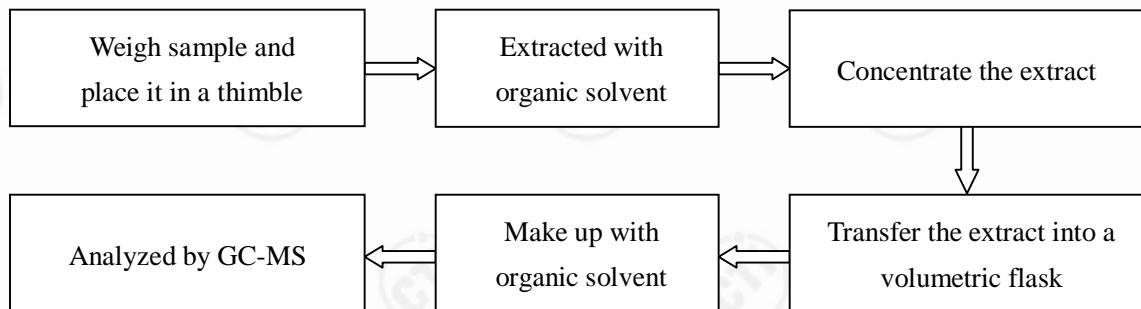 Weigh sample and
place it in a thimble
Extracted with
organic solvent
Concentrate the extract
Transfer the extract into a
volumetric flask
Make up with
organic solvent
Analyzed by GC-MS